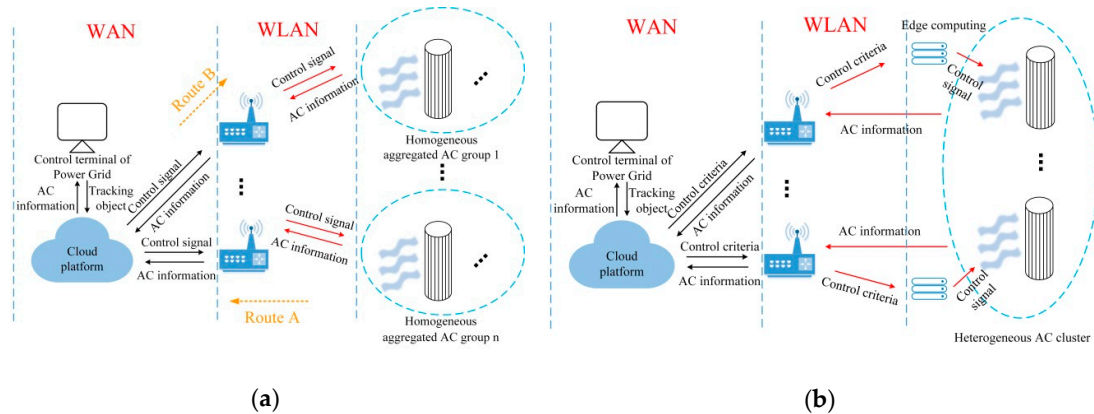 WAN
WLAN
Route B
Control signal
AC information
Homogeneous
aggregated AC group 1
Control terminal of
Power Grid
AC
information
Tracking
object
Control signal
AC information
Cloud
platform
Control signal
AC information
Control signal
AC information
Route A
Homogeneous
aggregated AC group n
(a)
WAN
WLAN
Edge computing
Control criteria
Control
signal
AC information
Control terminal of
Power Grid
AC
information
Tracking
object
Control criteria
AC information
Cloud
platform
Control criteria
AC information
AC information
Control criteria
Control
signal
Heterogeneous AC cluster
(b)